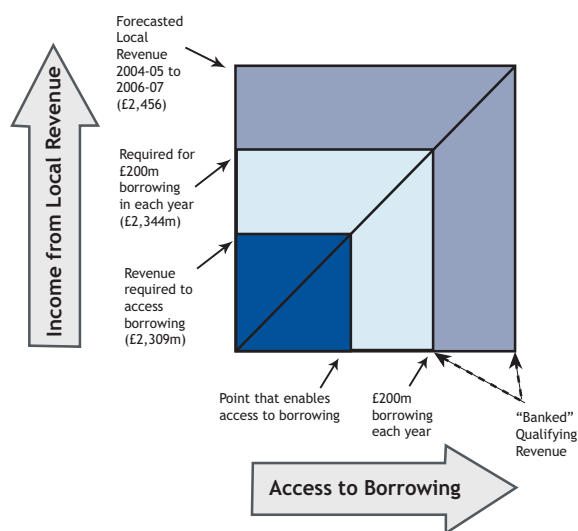 Forecasted
Local
Revenue
2004-05 to
2006-07
(£2,456)
Income from Local Revenue
Required for
£200m
borrowing
in each year
(£2,344m)
Revenue
required to
access
borrowing
(£2,309m)
Point that enables
access to borrowing
£200m
borrowing
each year
“Banked”
Qualifying
Revenue
Access to Borrowing